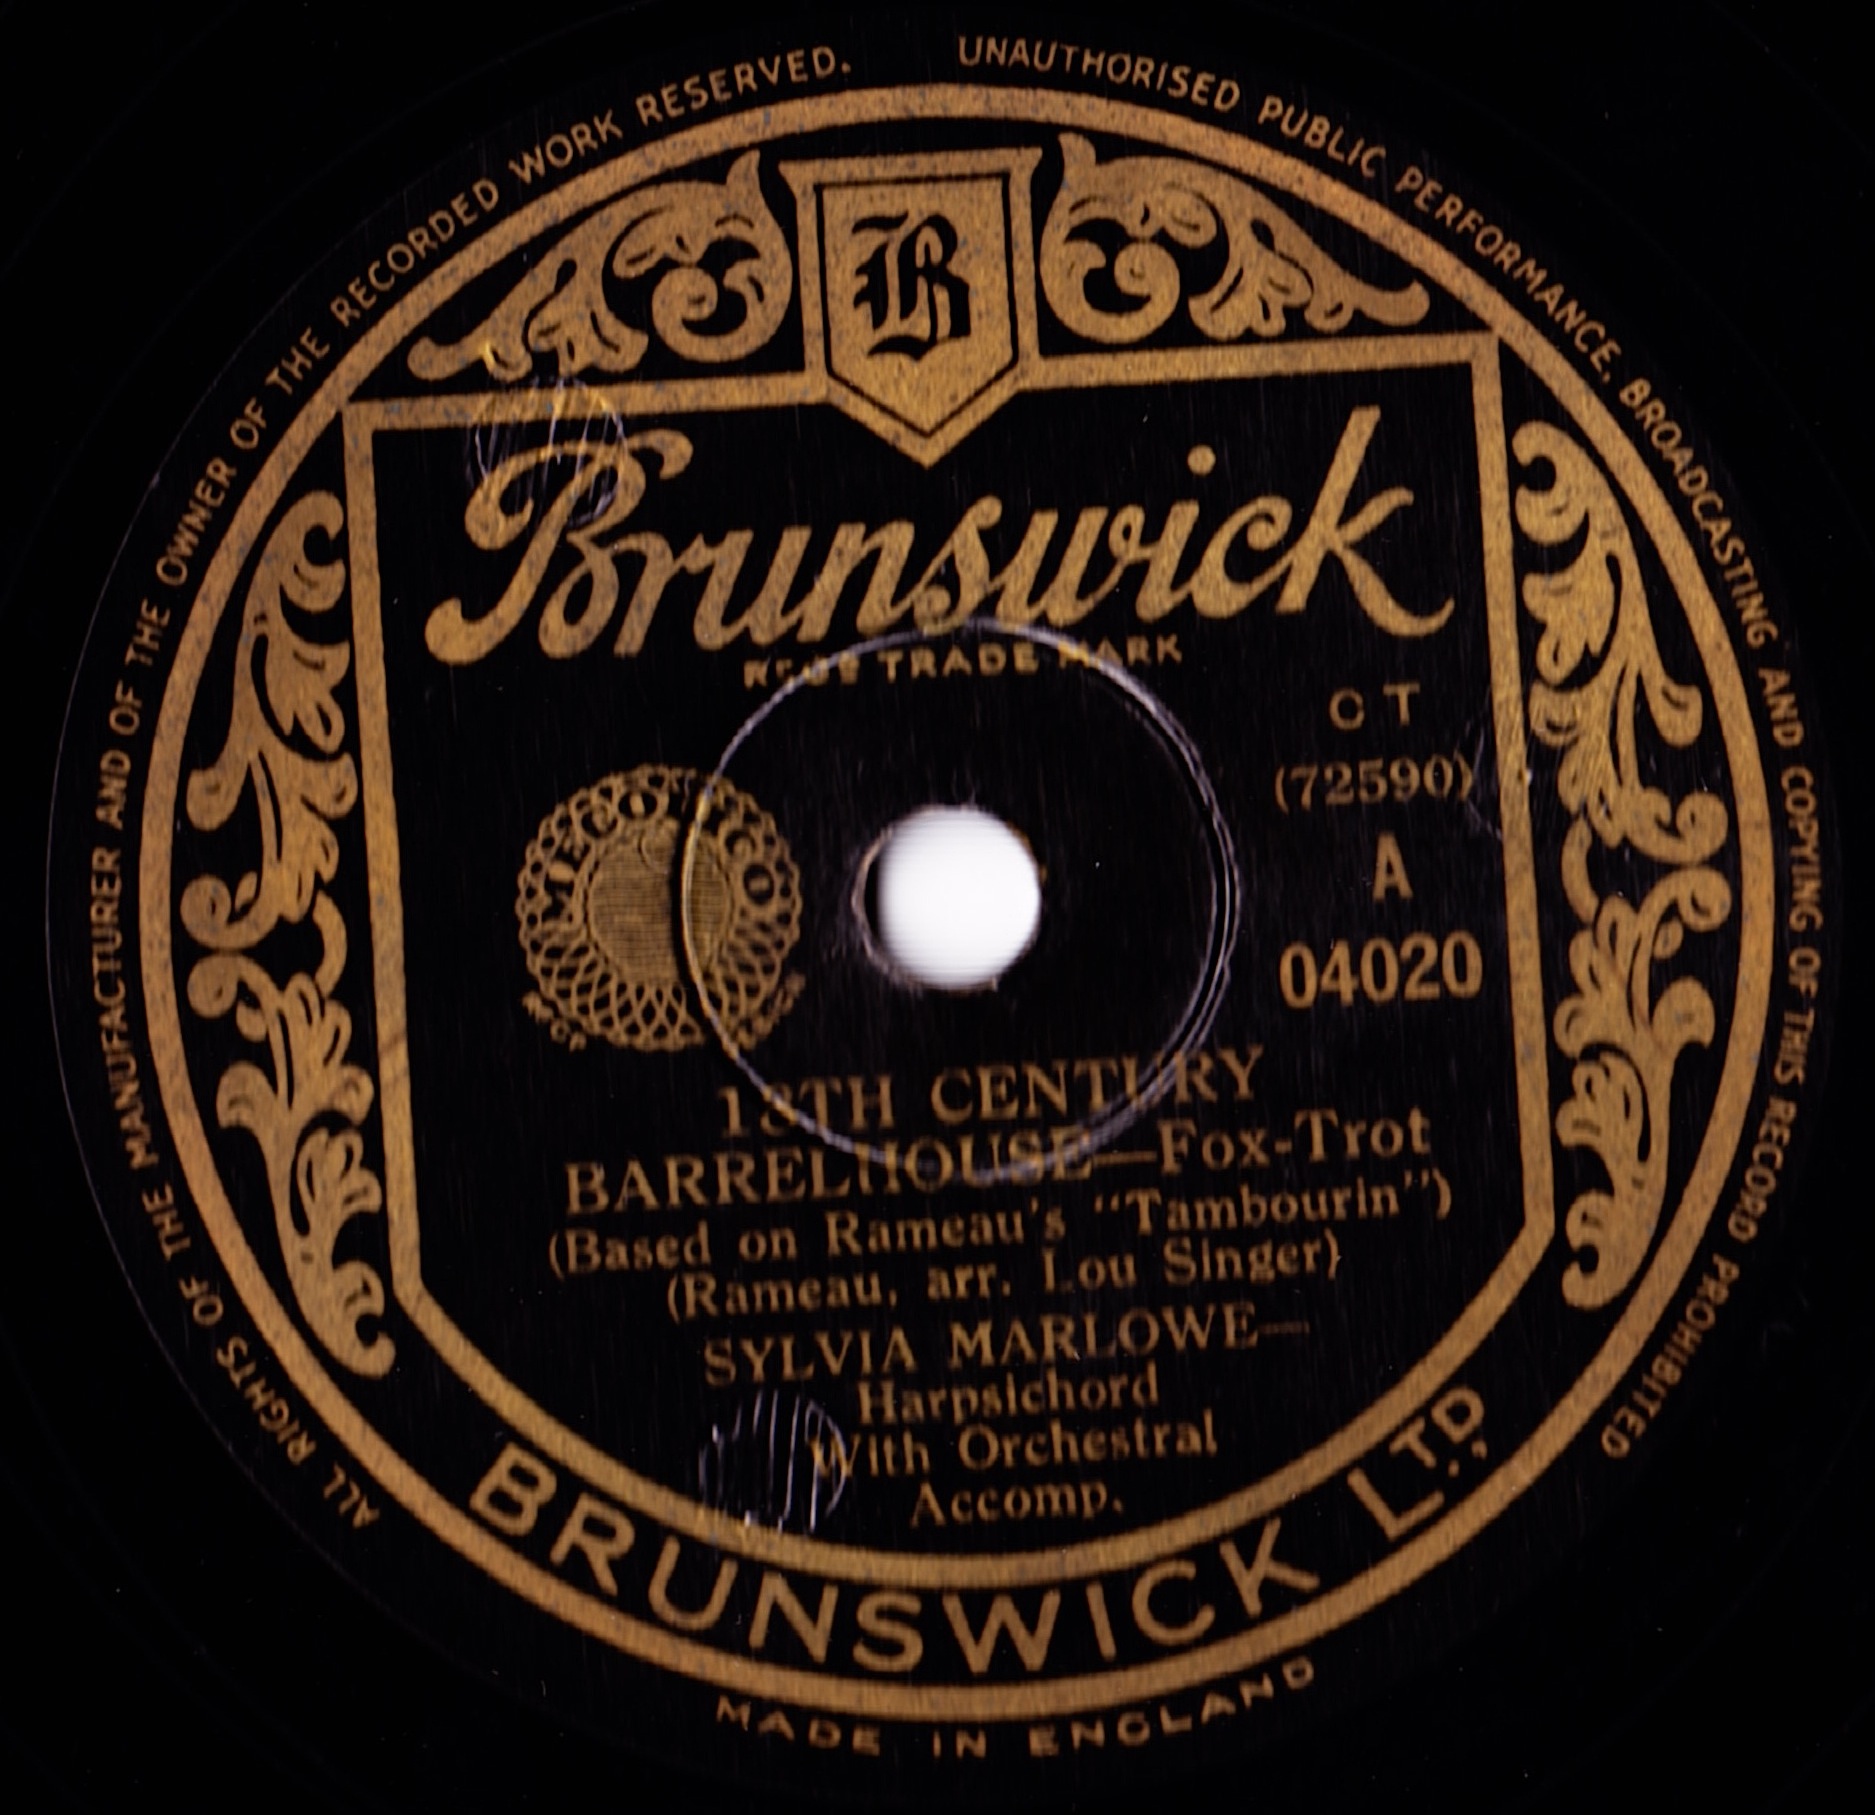 ALL RIGHTS OF THE MANUFACTURER AND OF THE OWNER OF THE RECORDED WORK RESERVED. UNAUTHORISED PUBLIC PERFORMANCE, BROADCASTING AND COPYING OF THIS RECORD PROHIBITED
B
Brunswick
TRADE MARK
C T
(72590)
A
04020
18TH CENTURY
BARRELHOUSE—Fox-Trot
(Based on Rameau's "Tambourin")
(Rameau, arr. Lou Singer)
SYLVIA MARLOWE—
Harpsichord
With Orchestral
Accomp.
BRUNSWICK LTD.,
MADE IN ENGLAND